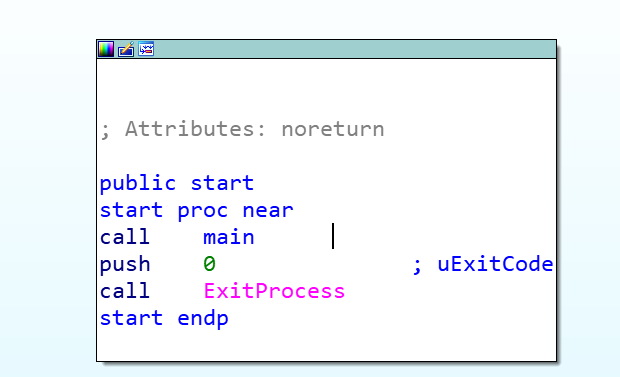 ; Attributes: noreturn
public start
start proc near
call main
push 0 ; uExitCode
call ExitProcess
start endp